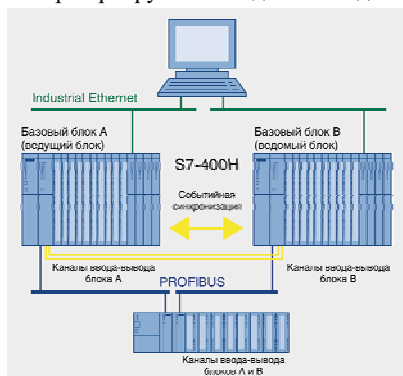 Industrial Ethernet
Базовый блок А
(ведущий блок)
Базовый блок В
(ведомый блок)
S7-400H
Событийная
синхронизация
Каналы ввода-вывода
блока А
Каналы ввода-вывода
блока В
PROFIBUS
Каналы ввода-вывода
блоков А и В